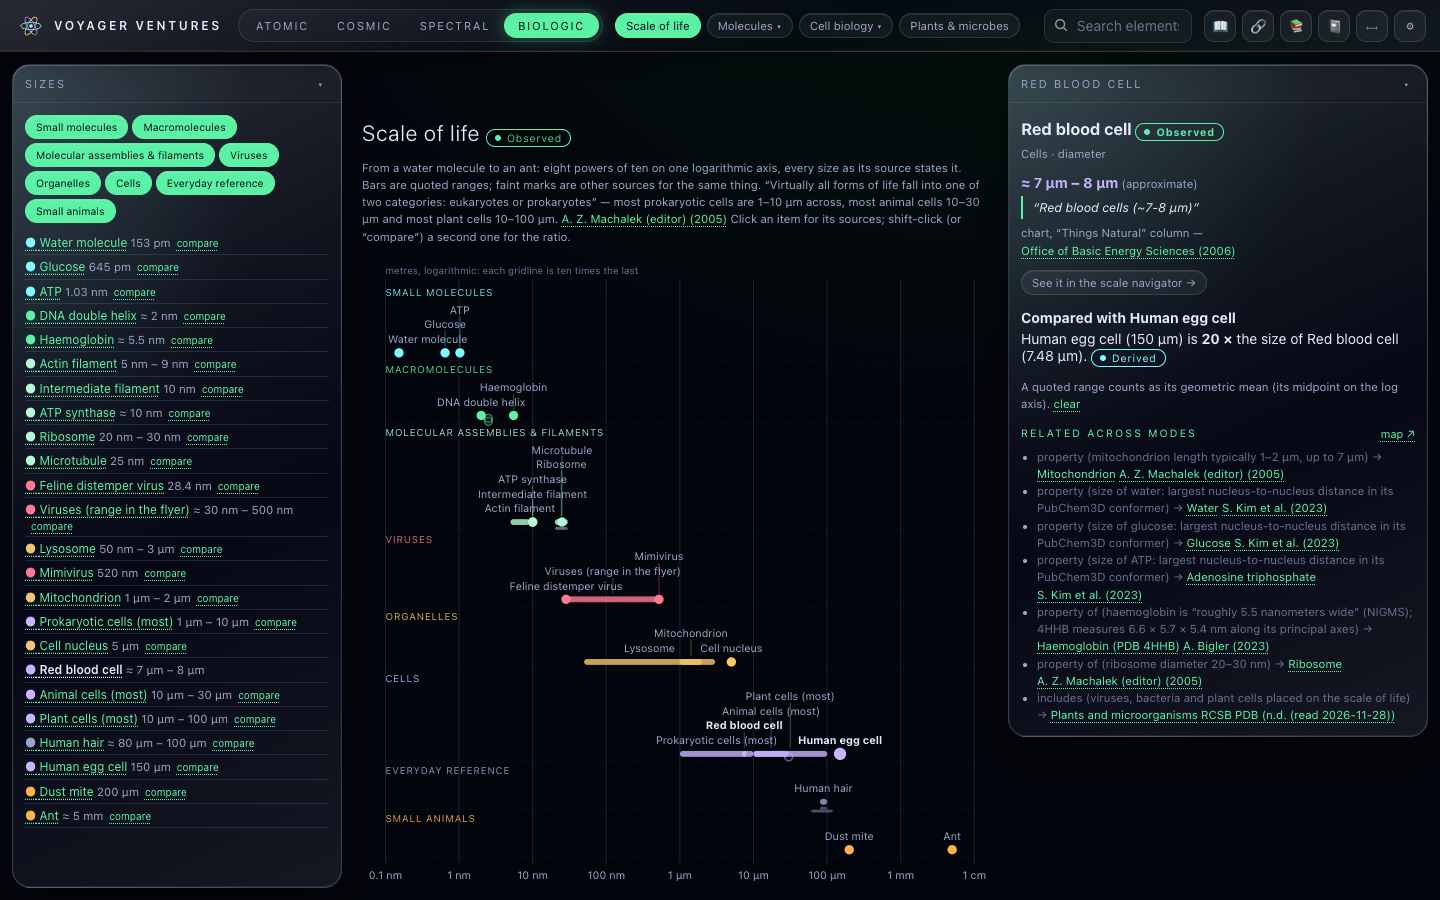 VOYAGER VENTURES
ATOMIC
COSMIC
SPECTRAL
BIOLOGIC
Scale of life
Molecules
Cell biology
Plants & microbes
Search elements
SIZES
Small molecules
Macromolecules
Molecular assemblies & filaments
Viruses
Organelles
Cells
Everyday reference
Small animals
Water molecule 153 pm compare
Glucose 645 pm compare
ATP 1.03 nm compare
DNA double helix ≈ 2 nm compare
Haemoglobin ≈ 5.5 nm compare
Actin filament 5 nm – 9 nm compare
Intermediate filament 10 nm compare
ATP synthase ≈ 10 nm compare
Ribosome 20 nm – 30 nm compare
Microtubule 25 nm compare
Feline distemper virus 28.4 nm compare
Viruses (range in the flyer) ≈ 30 nm – 500 nm
compare
Lysosome 50 nm – 3 µm compare
Mimivirus 520 nm compare
Mitochondrion 1 µm – 2 µm compare
Prokaryotic cells (most) 1 µm – 10 µm compare
Cell nucleus 5 µm compare
Red blood cell ≈ 7 µm – 8 µm
Animal cells (most) 10 µm – 30 µm compare
Plant cells (most) 10 µm – 100 µm compare
Human hair ≈ 80 µm – 100 µm compare
Human egg cell 150 µm compare
Dust mite 200 µm compare
Ant ≈ 5 mm compare
Scale of life Observed
From a water molecule to an ant: eight powers of ten on one logarithmic axis, every size as its source states it.
Bars are quoted ranges; faint marks are other sources for the same thing. “Virtually all forms of life fall into one of
two categories: eukaryotes or prokaryotes” — most prokaryotic cells are 1–10 µm across, most animal cells 10–30
µm and most plant cells 10–100 µm. A. Z. Machalek (editor) (2005) Click an item for its sources; shift-click (or
“compare”) a second one for the ratio.
metres, logarithmic: each gridline is ten times the last
SMALL MOLECULES
ATP
Glucose
Water molecule
MACROMOLECULES
Haemoglobin
DNA double helix
MOLECULAR ASSEMBLIES & FILAMENTS
Microtubule
Ribosome
ATP synthase
Intermediate filament
Actin filament
VIRUSES
Mimivirus
Viruses (range in the flyer)
Feline distemper virus
ORGANELLES
Mitochondrion
Lysosome
Cell nucleus
CELLS
Plant cells (most)
Animal cells (most)
Red blood cell
Prokaryotic cells (most)
Human egg cell
EVERYDAY REFERENCE
Human hair
SMALL ANIMALS
Dust mite
Ant
0.1 nm
1 nm
10 nm
100 nm
1 µm
10 µm
100 µm
1 mm
1 cm
RED BLOOD CELL
Red blood cell Observed
Cells · diameter
≈ 7 µm – 8 µm (approximate)
“Red blood cells (~7-8 µm)”
chart, “Things Natural” column —
Office of Basic Energy Sciences (2006)
See it in the scale navigator →
Compared with Human egg cell
Human egg cell (150 µm) is 20 × the size of Red blood cell
(7.48 µm). Derived
A quoted range counts as its geometric mean (its midpoint on the log
axis). clear
RELATED ACROSS MODES
map ↗
property (mitochondrion length typically 1–2 µm, up to 7 µm) →
Mitochondrion A. Z. Machalek (editor) (2005)
property (size of water: largest nucleus-to-nucleus distance in its
PubChem3D conformer) → Water S. Kim et al. (2023)
property (size of glucose: largest nucleus-to-nucleus distance in its
PubChem3D conformer) → Glucose S. Kim et al. (2023)
property (size of ATP: largest nucleus-to-nucleus distance in its
PubChem3D conformer) → Adenosine triphosphate
S. Kim et al. (2023)
property of (haemoglobin is “roughly 5.5 nanometers wide” (NIGMS);
4HHB measures 6.6 × 5.7 × 5.4 nm along its principal axes) →
Haemoglobin (PDB 4HHB) A. Bigler (2023)
property of (ribosome diameter 20–30 nm) → Ribosome
A. Z. Machalek (editor) (2005)
includes (viruses, bacteria and plant cells placed on the scale of life)
→ Plants and microorganisms RCSB PDB (n.d. (read 2026-11-28))